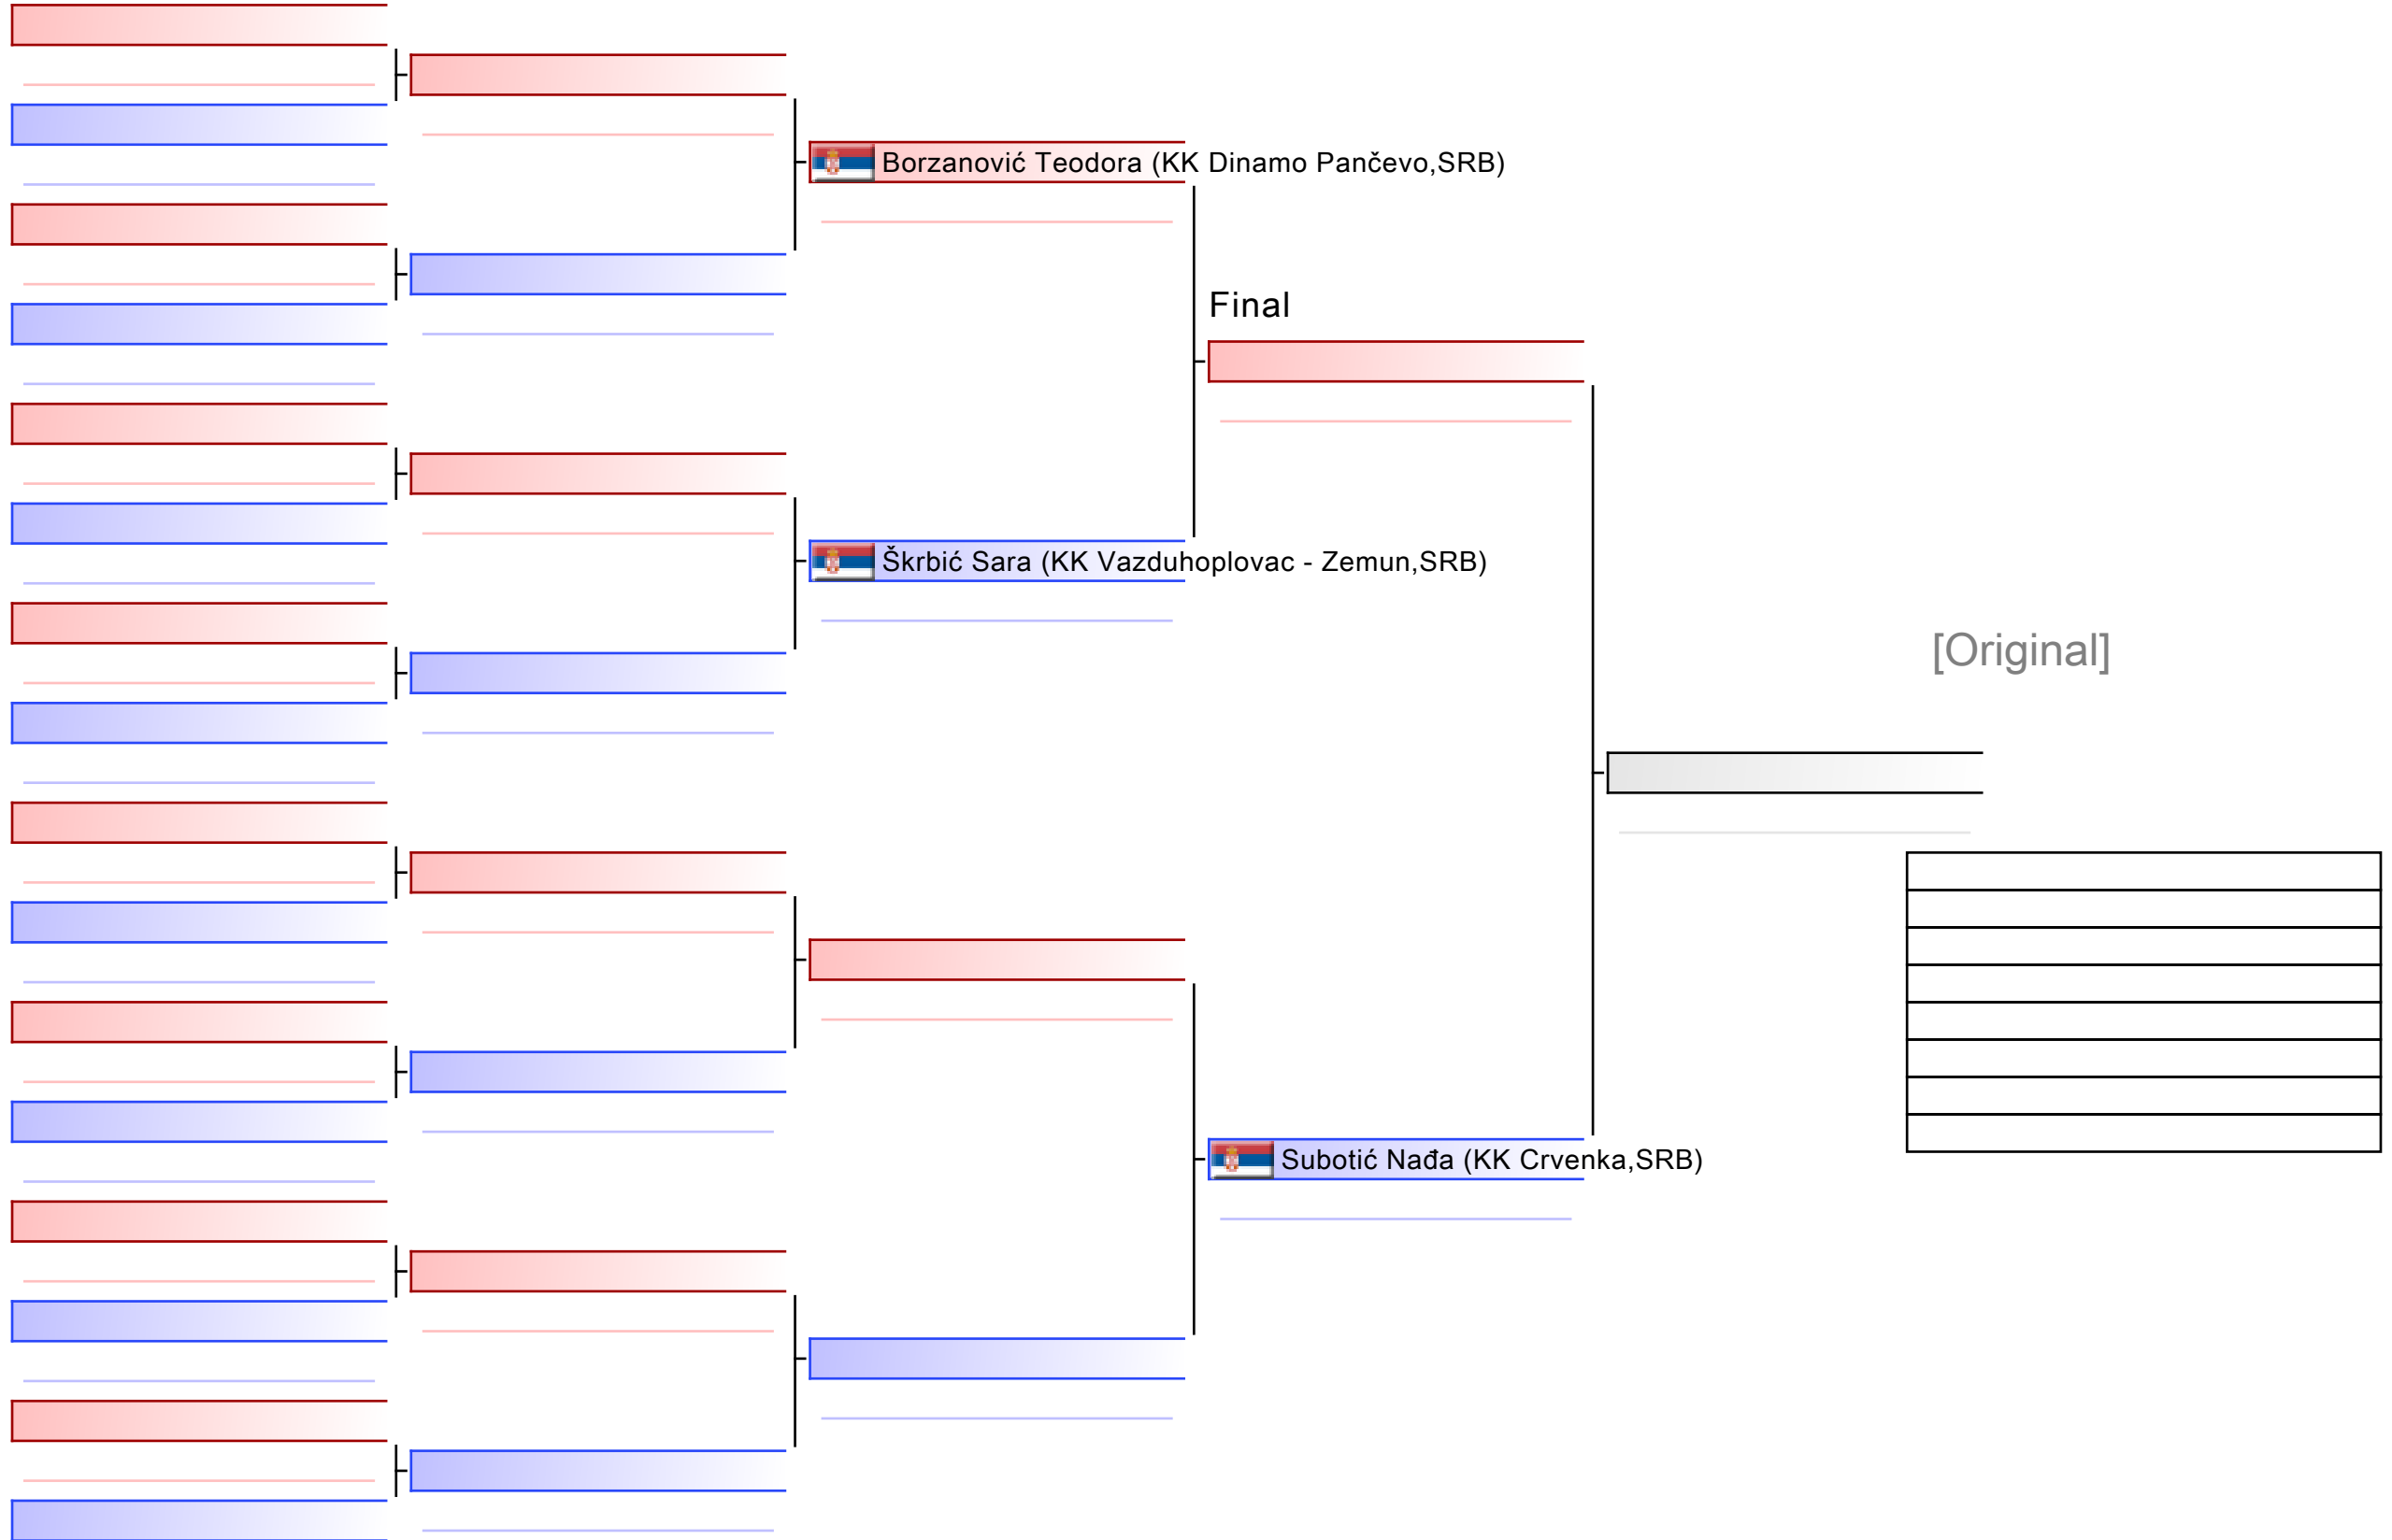 Borzanović Teodora (KK Dinamo Pančevo,SRB)
Final
Škrbić Sara (KK Vazduhoplovac - Zemun,SRB)
[Original]
Subotić Nađa (KK Crvenka,SRB)